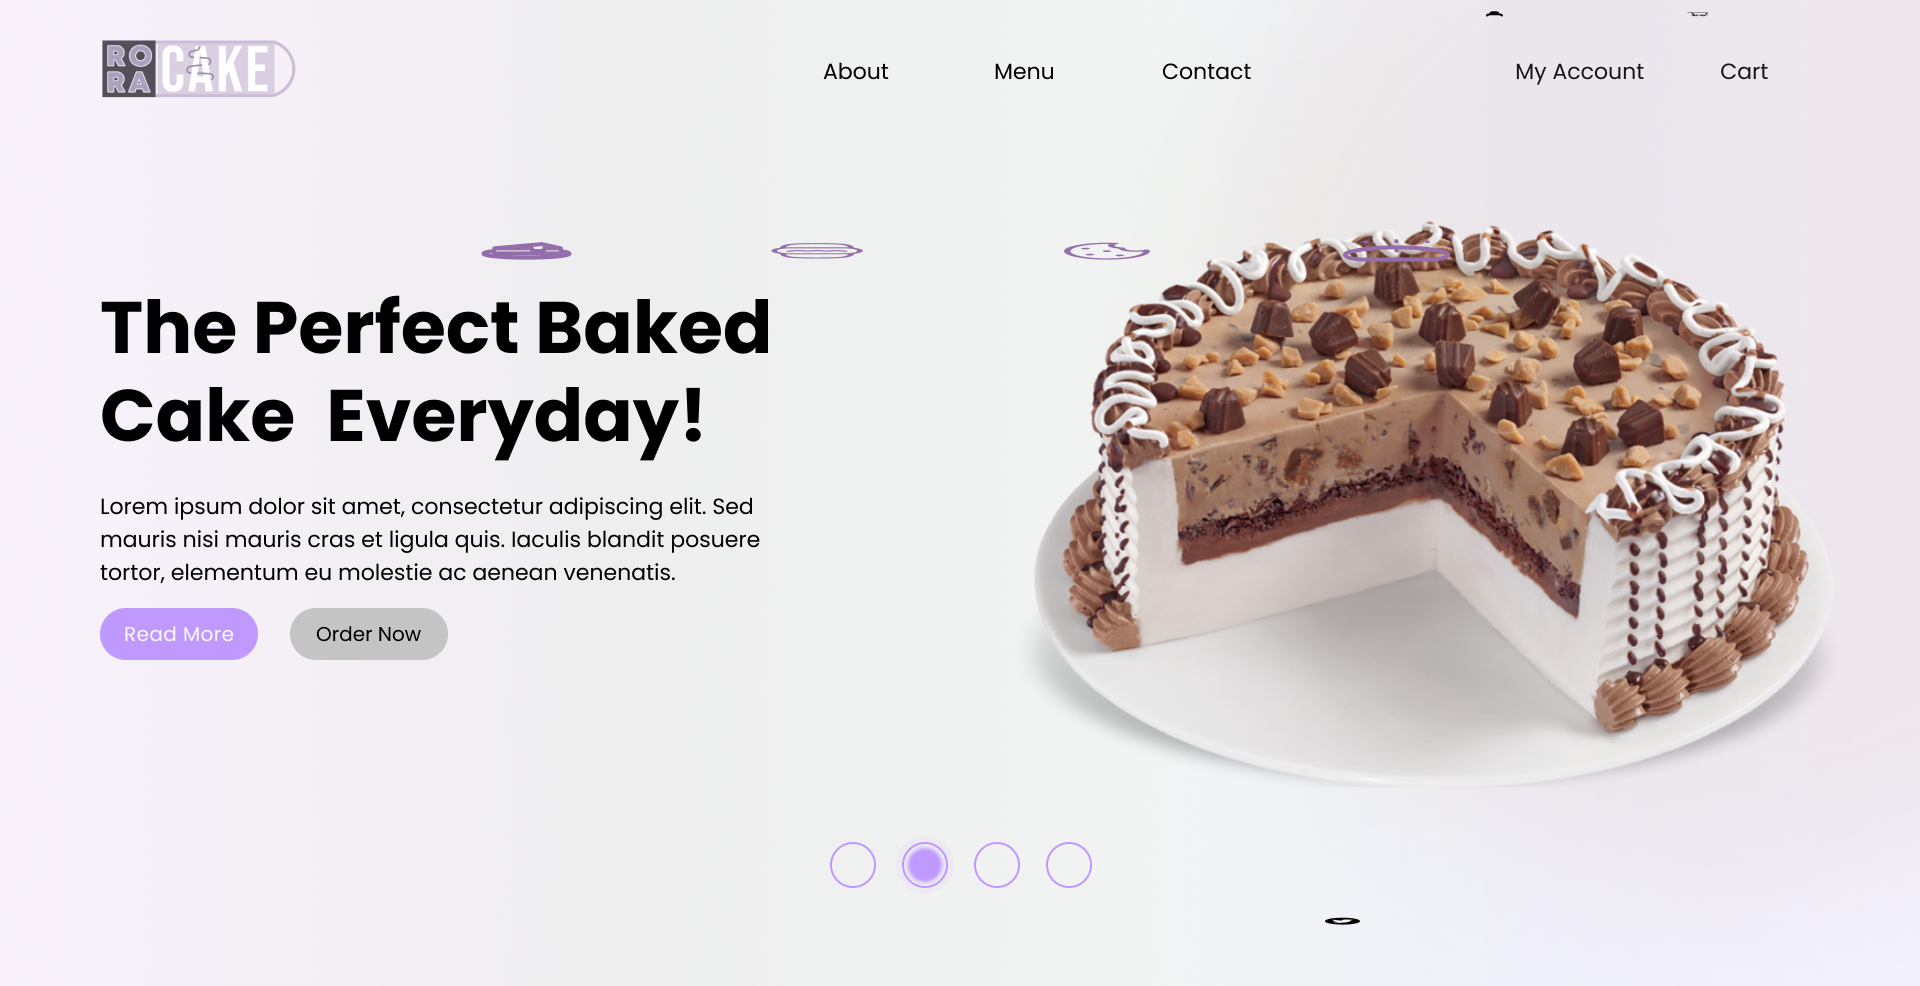 RO
RA
CAKE
About
Menu
Contact
My Account
Cart
The Perfect Baked
Cake Everyday!
Lorem ipsum dolor sit amet, consectetur adipiscing elit. Sed
mauris nisi mauris cras et ligula quis. Iaculis blandit posuere
tortor, elementum eu molestie ac aenean venenatis.
Read More
Order Now